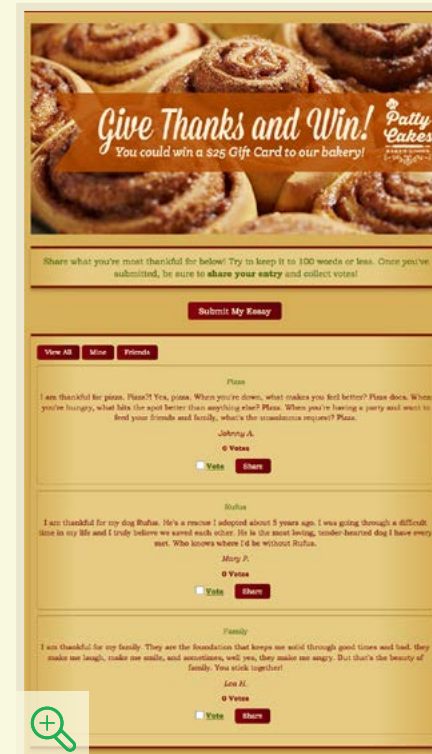 Give Thanks and Win!
You could win a $25 Gift Card to our bakery!
Patty
Cakes
Share what you're most thankful for below! Try to keep it to 100 words or less. Once you've
submitted, be sure to share your entry and collect votes!
Submit My Essay
View All Mine Friends
Pizza
I am thankful for pizza. Pizza?! Yes, pizza. When you're down, what makes you feel better? Pizza does. When
you're hungry, what hits the spot better than anything else? Pizza. When you're having a party and want to
feed your friends and family, what's the unanimous request? Pizza.
Johnny A.
0 Votes
Vote Share
Rufus
I am thankful for my dog Rufus. He's a rescue I adopted about 5 years ago. I was going through a difficult
time in my life and I truly believe we saved each other. He is the most loving, tender-hearted dog I have every
met. Who knows where I'd be without Rufus.
Mary P.
0 Votes
Vote Share
Family
I am thankful for my family. They are the foundation that keeps me solid through good times and bad. they
make me laugh, make me smile, and sometimes, well yes, they make me angry. But that's the beauty of
family. You stick together!
Lea H.
0 Votes
Vote Share